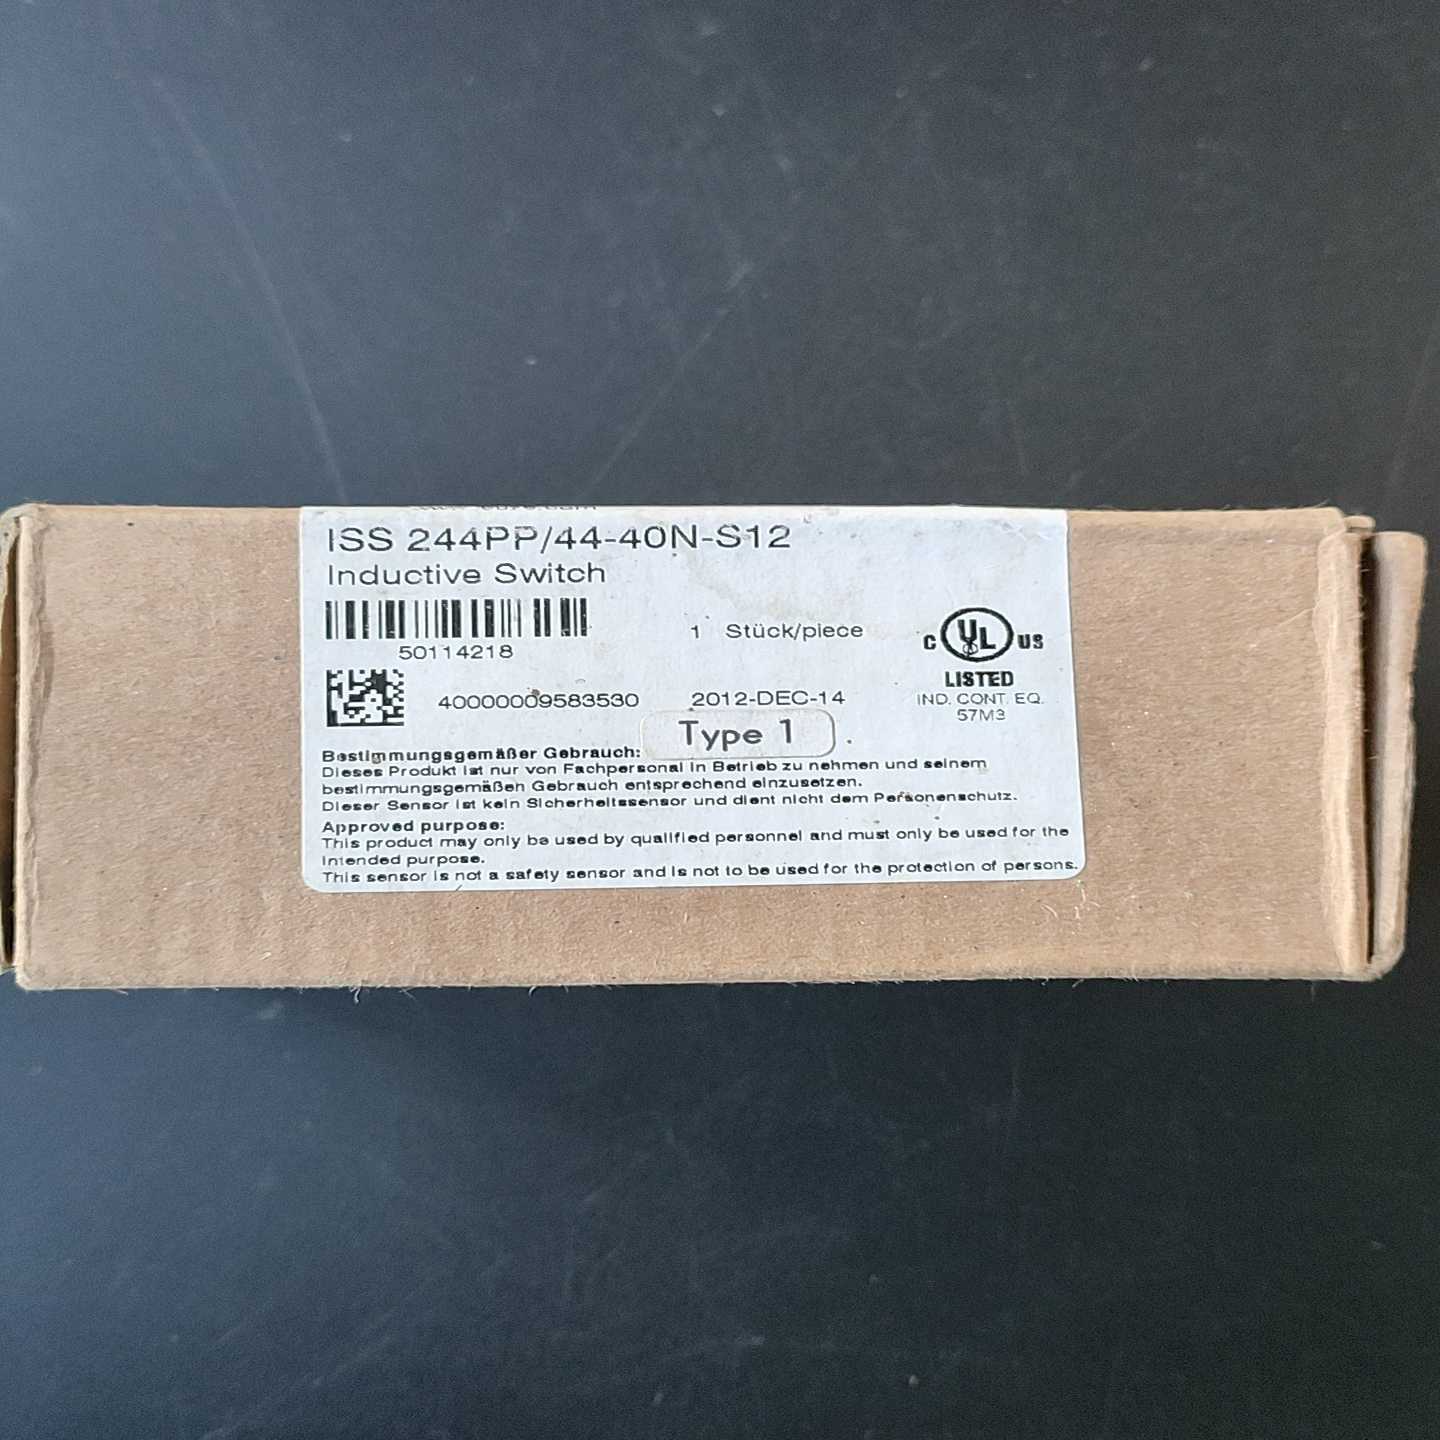 ISS 244PP/44-40N-S12
Inductive Switch
50114218
1 Stück/piece
C UL US
LISTED
IND. CONT. EQ.
57M3
40000009583530
2012-DEC-14
Type 1
Bestimmungsgemäßer Gebrauch:
Dieses Produkt ist nur von Fachpersonal in Betrieb zu nehmen und seinem
bestimmungsgemäßen Gebrauch entsprechend einzusetzen.
Dieser Sensor ist kein Sicherheitssensor und dient nicht dem Personenschutz.
Approved purpose:
This product may only be used by qualified personnel and must only be used for the
intended purpose.
This sensor is not a safety sensor and is not to be used for the protection of persons.